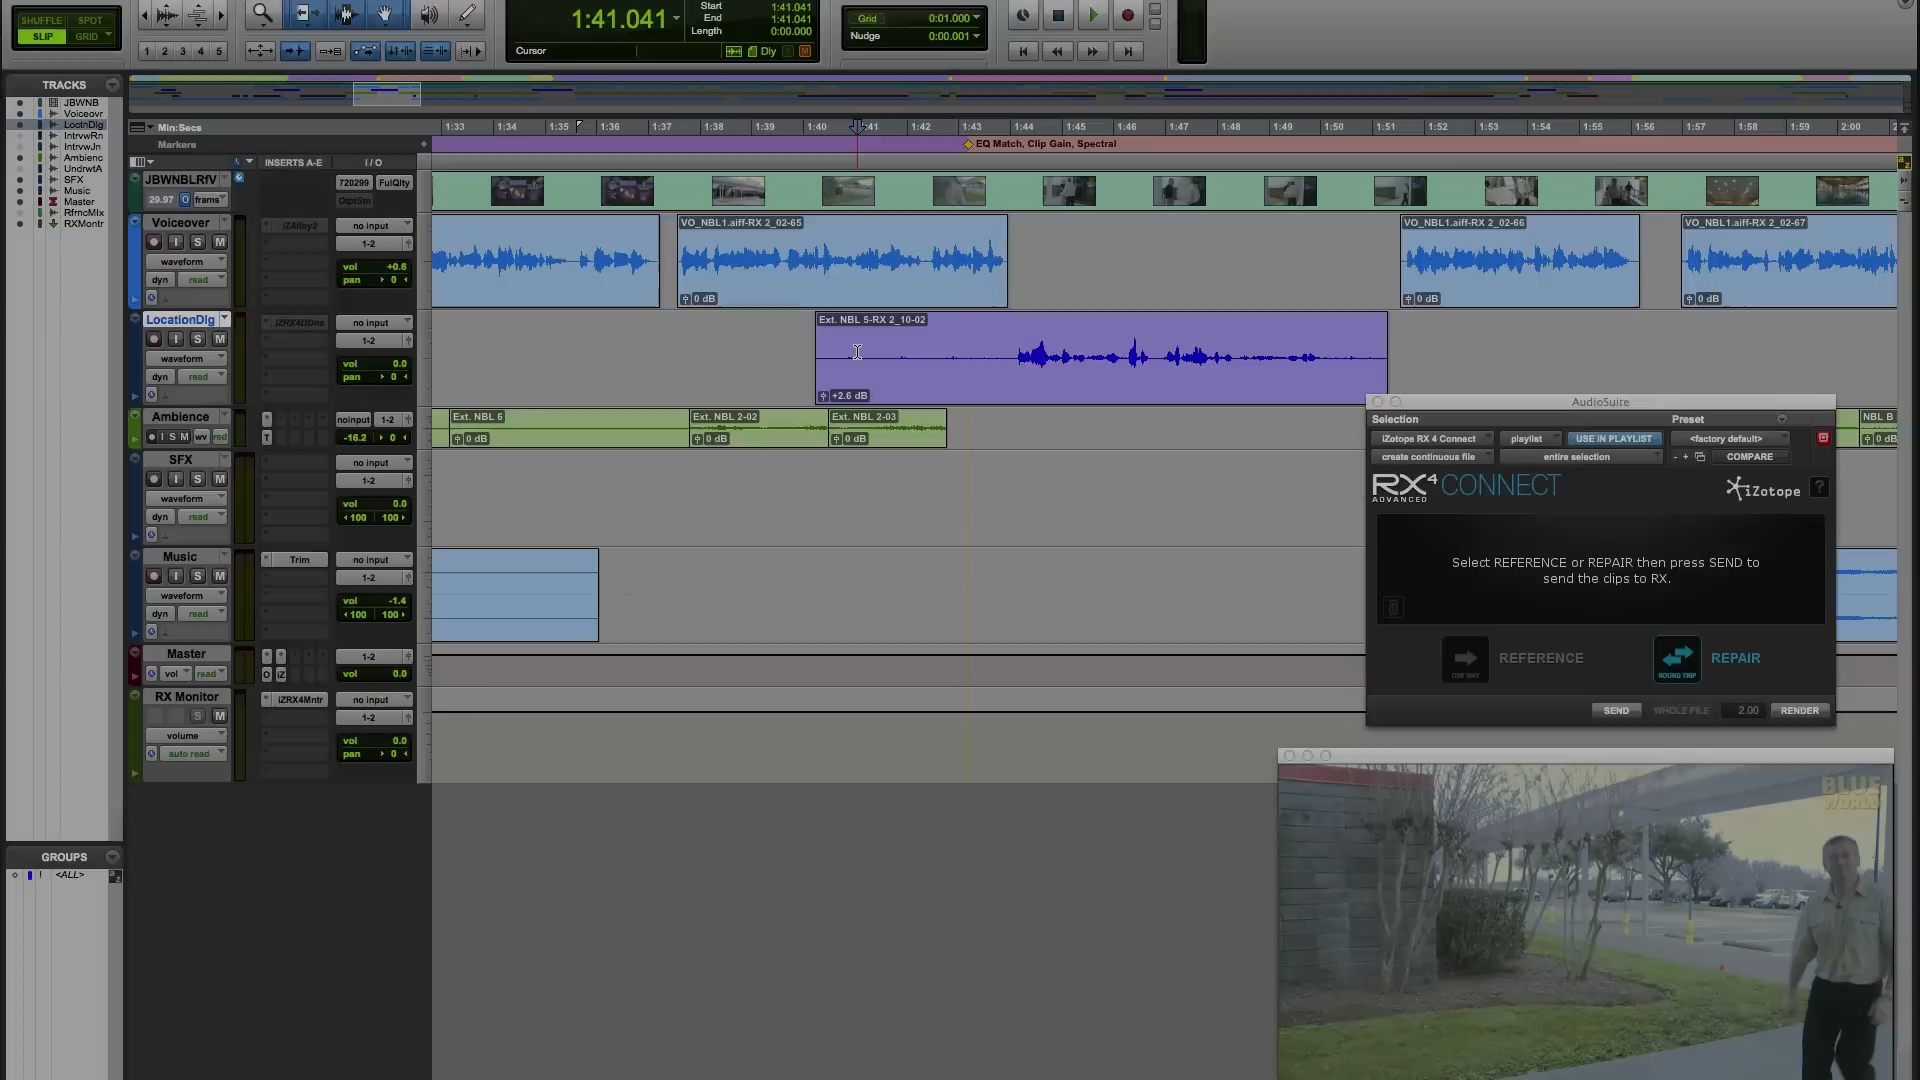 SHUFFLE SPOT
SLIP GRID
1 2 3 4 5
1:41.041
Cursor
Start 1:41.041
End 1:41.041
Length 0:00.000
Dly
Grid 0:01.000
Nudge 0:00.001
TRACKS
JBWNB
Voiceovr
LoctnDlg
IntrvwRn
IntrvwJn
Ambienc
UndrwtA
SFX
Music
Master
RfrncMix
RXMontr
GROUPS
! <ALL>
Min:Secs
1:33 1:34 1:35 1:36 1:37 1:38 1:39 1:40 1:41 1:42 1:43 1:44 1:45 1:46 1:47 1:48 1:49 1:50 1:51 1:52 1:53 1:54 1:55 1:56 1:57 1:58 1:59 2:00
Markers
EQ Match, Clip Gain, Spectral
INSERTS A-E I / O
JBWNBLRfV
29.97 O frams
720299 FulQlty
Voiceover
I S M
waveform
dyn read
no input
1-2
vol +0.6
pan 0
VO_NBL1.aiff-RX 2_02-65
0 dB
VO_NBL1.aiff-RX 2_02-66
0 dB
VO_NBL1.aiff-RX 2_02-67
0 dB
LocationDlg
I S M
waveform
dyn read
no input
1-2
vol 0.0
pan 0
Ext. NBL 5-RX 2_10-02
+2.6 dB
Ambience
I S M wv red
T
noinput 1-2
-16.2 0
Ext. NBL 6
0 dB
Ext. NBL 2-02
0 dB
Ext. NBL 2-03
0 dB
NBL B
0 dB
SFX
I S M
waveform
dyn read
no input
1-2
vol 0.0
100 100
Music
I S M
waveform
dyn read
Trim
no input
1-2
vol -1.4
100 100
Master
vol read
O iZ
1-2
vol 0.0
RX Monitor
S M
volume
auto read
iZRX4Mntr
no input
1-2
vol 0.0
pan 0
AudioSuite
Selection Preset
iZotope RX 4 Connect playlist USE IN PLAYLIST <factory default>
create continuous file entire selection - + COMPARE
RX4 CONNECT
ADVANCED
iZotope ?
Select REFERENCE or REPAIR then press SEND to
send the clips to RX.
ONE WAY REFERENCE
ROUND TRIP REPAIR
SEND WHOLE FILE 2.00 RENDER
BLUE
WORLD